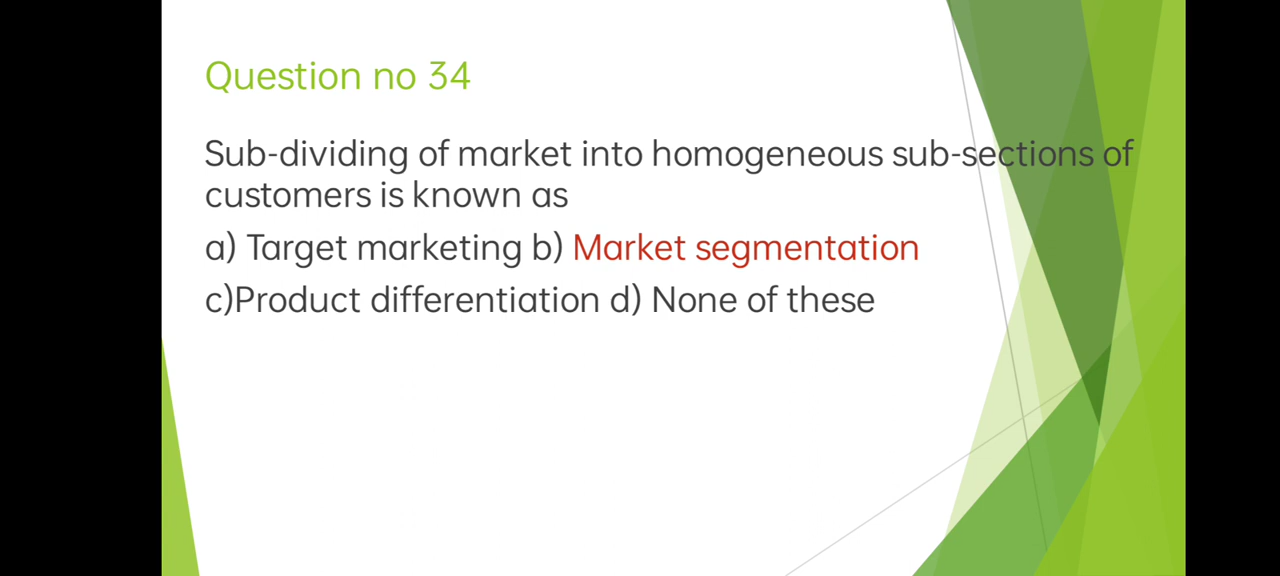 Question no 34
Sub-dividing of market into homogeneous sub-sections of
customers is known as
a) Target marketing b) Market segmentation
c)Product differentiation d) None of these